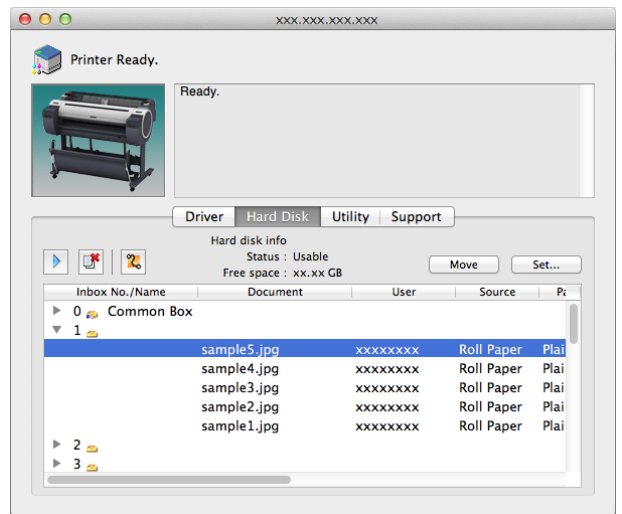 xxx.xxx.xxx.xxx
Printer Ready.
Ready.
Driver Hard Disk Utility Support
Hard disk info
Status : Usable
Free space : xx.xx GB
Move Set...
Inbox No./Name Document User Source Pa
0 Common Box
1
sample5.jpg xxxxxxxx Roll Paper Plai
sample4.jpg xxxxxxxx Roll Paper Plai
sample3.jpg xxxxxxxx Roll Paper Plai
sample2.jpg xxxxxxxx Roll Paper Plai
sample1.jpg xxxxxxxx Roll Paper Plai
2
3